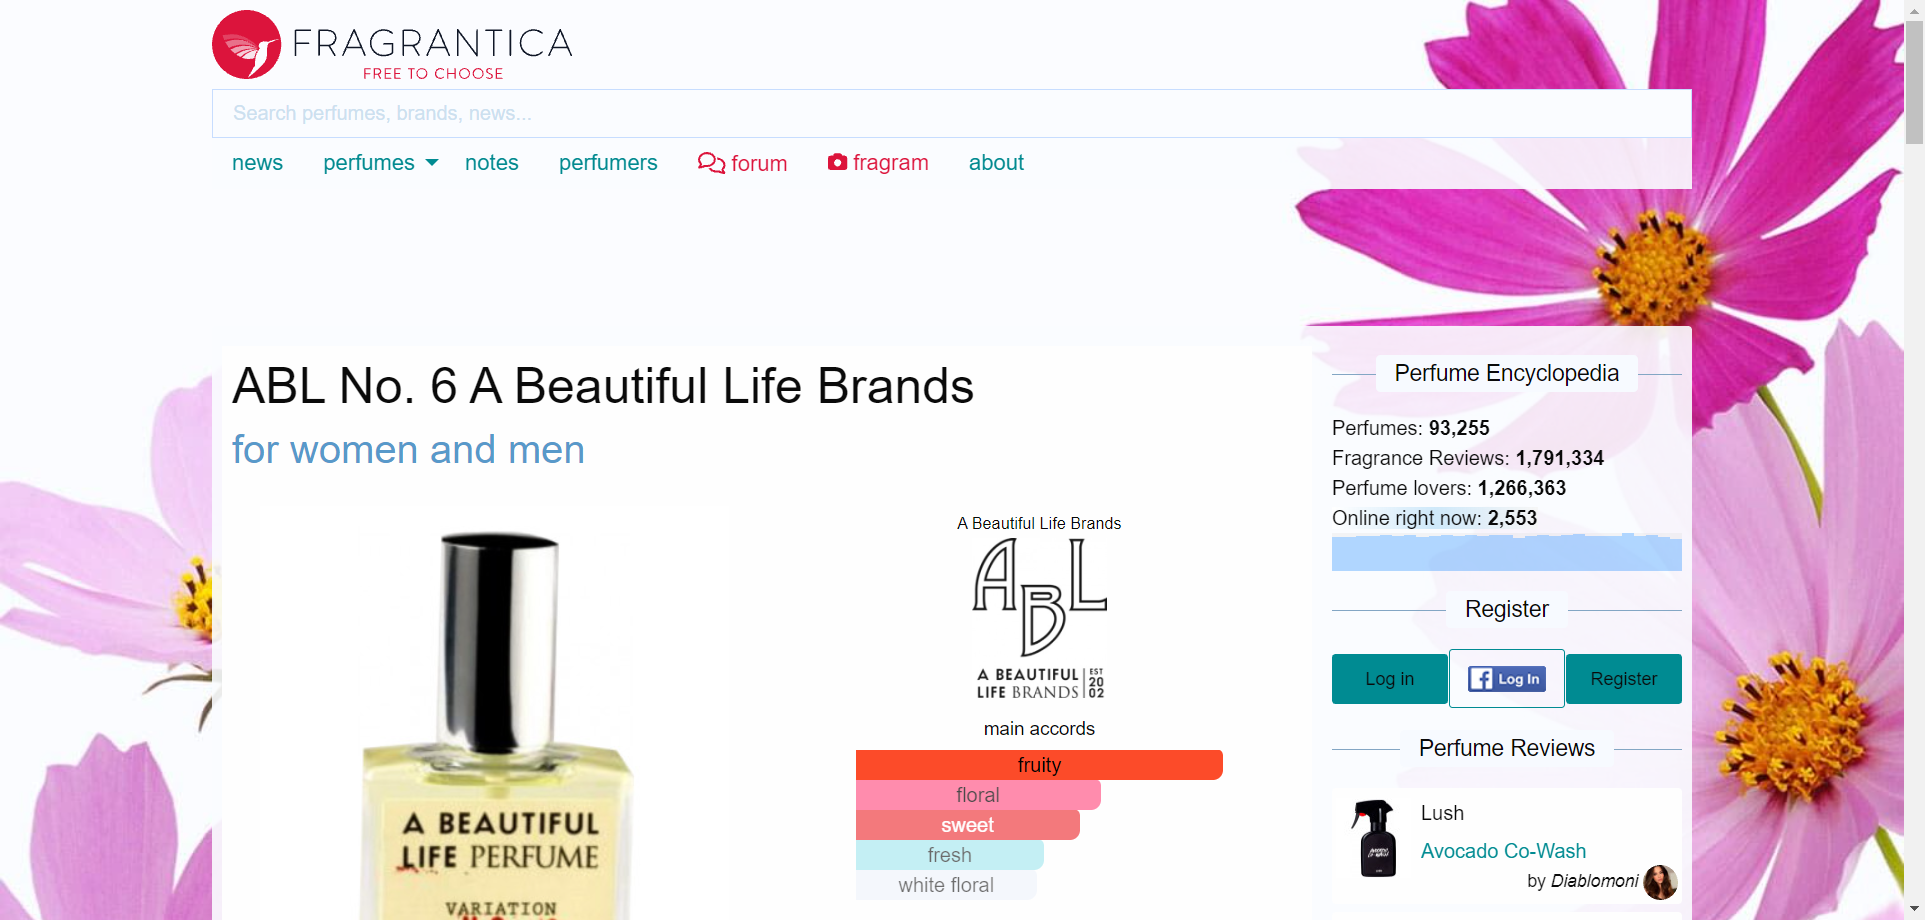 FRAGRANTICA
FREE TO CHOOSE
Search perfumes, brands, news...
news perfumes notes perfumers forum fragram about
ABL No. 6 A Beautiful Life Brands
for women and men
A BEAUTIFUL
LIFE PERFUME
VARIATION
A Beautiful Life Brands
ABL
A BEAUTIFUL
LIFE BRANDS
EST
20
02
main accords
fruity
floral
sweet
fresh
white floral
Perfume Encyclopedia
Perfumes: 93,255
Fragrance Reviews: 1,791,334
Perfume lovers: 1,266,363
Online right now: 2,553
Register
Log in
Log In
Register
Perfume Reviews
Lush
Avocado Co-Wash
by Diablomoni